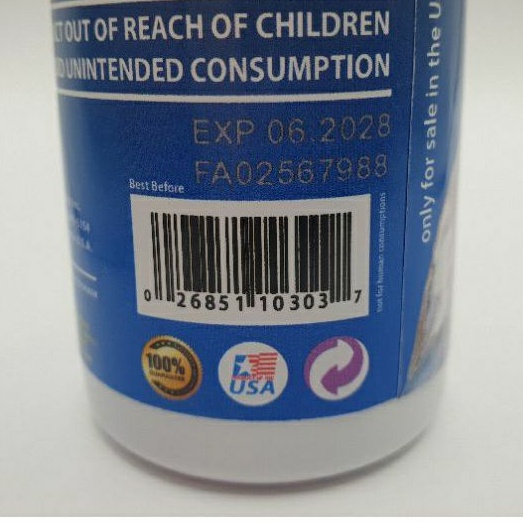 OUT OF REACH OF CHILDREN
UNINTENDED CONSUMPTION
EXP 06.2028
FA02567988
Best Before
not for human consumptions
0 26851 10303 7
100%
USA
only for sale in the U